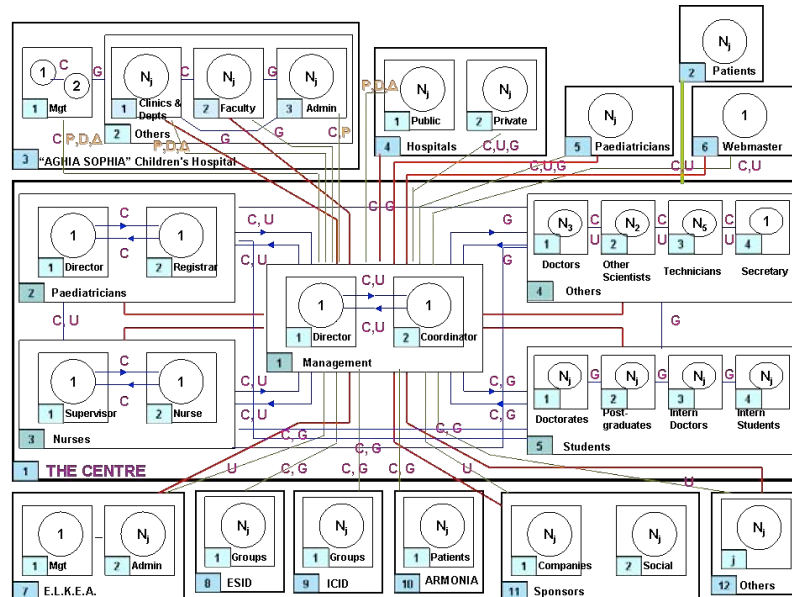 1
2
C
1 Mgt
G
Nj
1 Clinics & Depts
C
Nj
2 Faculty
G
Nj
3 Admin
2 Others
C P,D,A
P,D,A
G
G
C,P
3 "AGHIA SOPHIA" Children's Hospital
P,D,A
Nj
1 Public
Nj
2 Private
4 Hospitals
C,U,G
Nj
5 Paediatricians
C,U,G
Nj
2 Patients
1
6 Webmaster
C,U
C,U
C,G
1
1 Director
C
C
1
2 Registrar
2 Paediatricians
C,U
C,U
C,U
1
1 Supervisor
C
C
1
2 Nurse
3 Nurses
C,U
C,U
1
1 Director
C,U
C,U
1
2 Coordinator
1 Management
G
G
N3
1 Doctors
C
U
N2
2 Other Scientists
C
U
N5
3 Technicians
C
U
1
4 Secretary
4 Others
G
C,G
C,G
Nj
1 Doctorates
G
Nj
2 Post-graduates
G
Nj
3 Intern Doctors
G
Nj
4 Intern Students
5 Students
1 THE CENTRE
C,G
C,G
C,G
U
C,G
C,G
C,G
U
U
1
1 Mgt
Nj
2 Admin
7 E.L.K.E.A.
Nj
1 Groups
8 ESID
Nj
1 Groups
9 ICID
Nj
1 Patients
10 ARMONIA
Nj
1 Companies
Nj
2 Social
11 Sponsors
Nj
j
12 Others